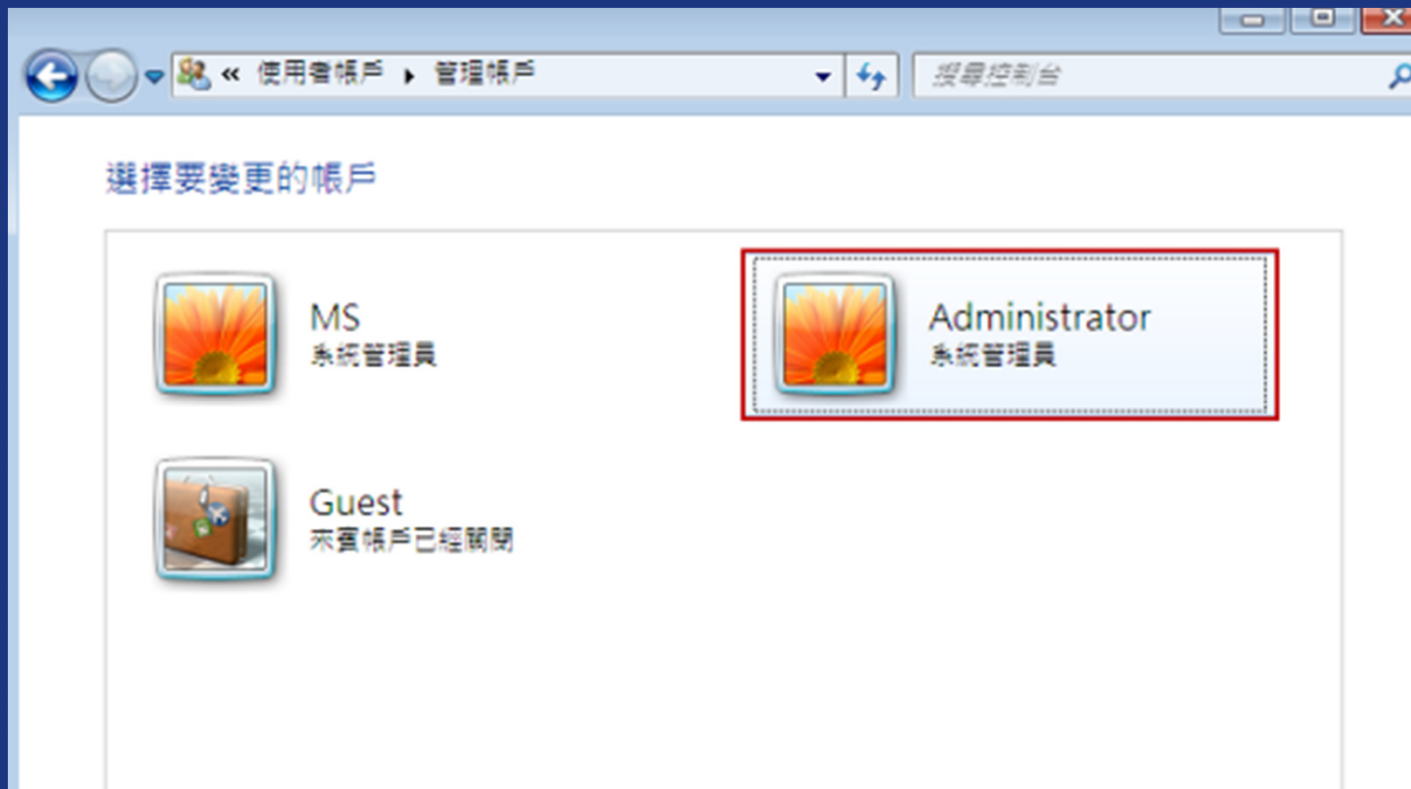 « 使用者帳戶 ▸ 管理帳戶
搜尋控制台
選擇要變更的帳戶
MS
系統管理員
Administrator
系統管理員
Guest
來賓帳戶已經關閉